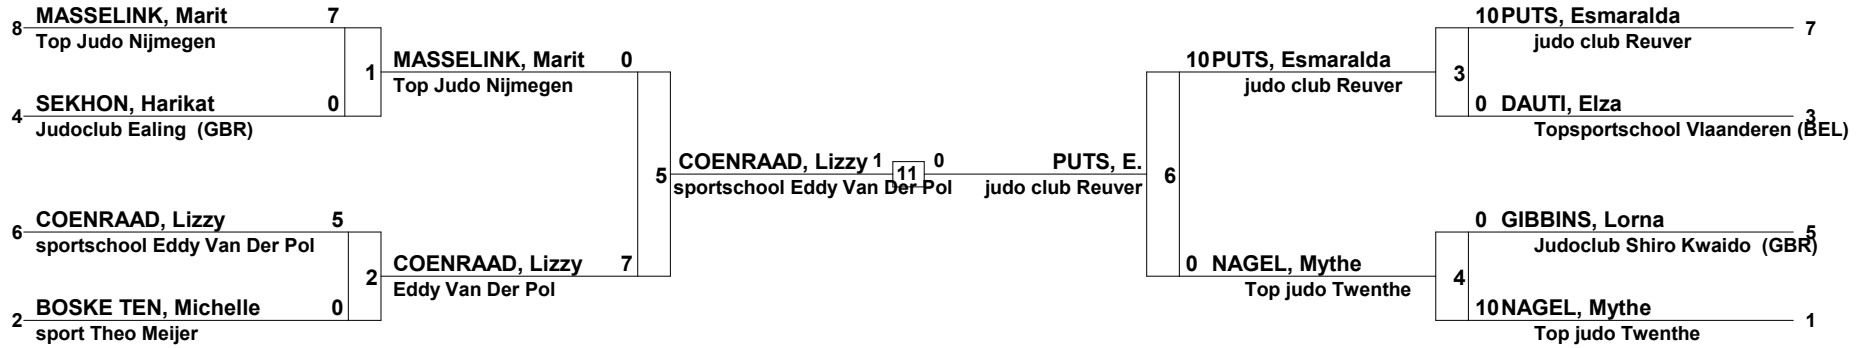 MASSELINK, Marit 7
8
Top Judo Nijmegen
1
SEKHON, Harikat 0
4
Judoclub Ealing (GBR)
MASSELINK, Marit 0
Top Judo Nijmegen
COENRAAD, Lizzy 5
6
sportschool Eddy Van Der Pol
2
BOSKE TEN, Michelle 0
2
sport Theo Meijer
COENRAAD, Lizzy 7
Eddy Van Der Pol
5
COENRAAD, Lizzy 1
sportschool Eddy Van Der Pol
11
0 PUTS, E.
judo club Reuver
6
10 PUTS, Esmaralda
judo club Reuver
0 NAGEL, Mythe
Top judo Twenthe
10 PUTS, Esmaralda
7
judo club Reuver
3
0 DAUTI, Elza
3
Topsportschool Vlaanderen (BEL)
0 GIBBINS, Lorna
5
Judoclub Shiro Kwaido (GBR)
4
10 NAGEL, Mythe
1
Top judo Twenthe